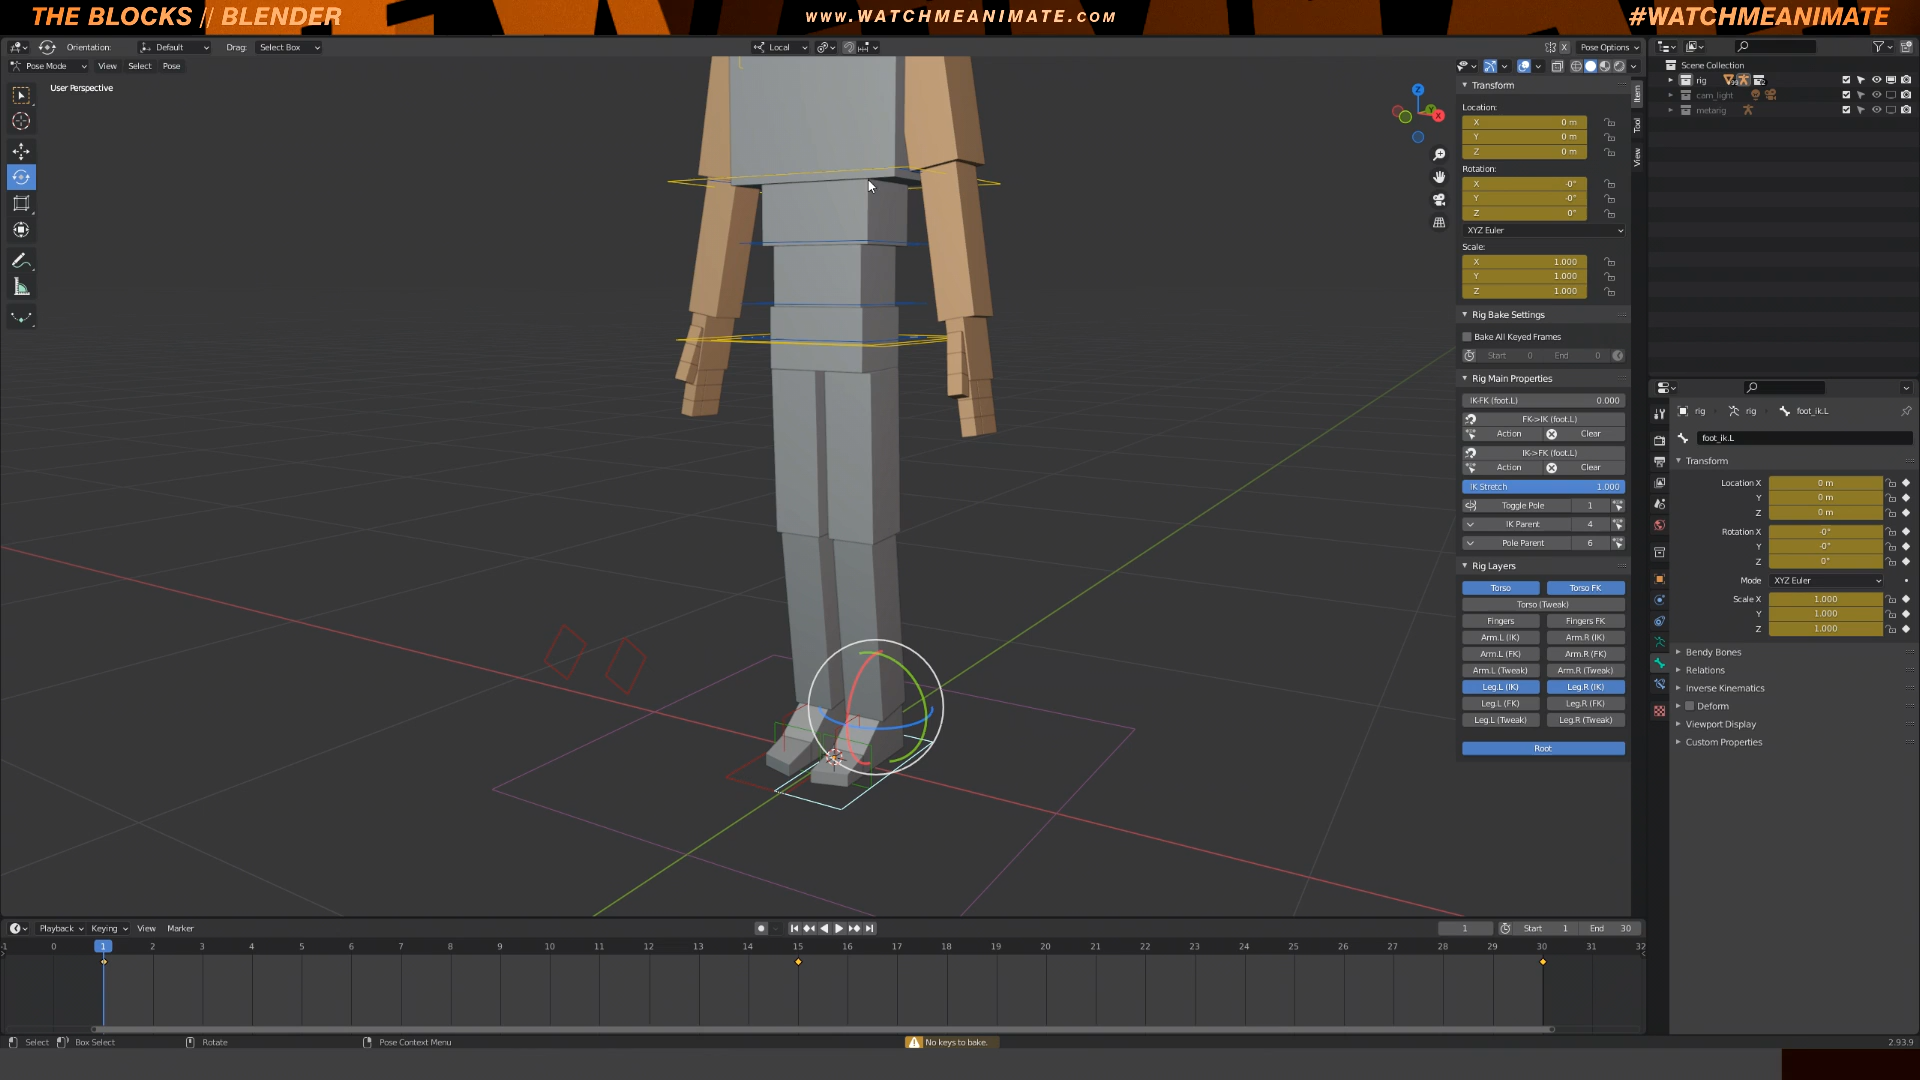 THE BLOCKS // BLENDER
WWW.WATCHMEANIMATE.COM
#WATCHMEANIMATE
Orientation: Default Drag: Select Box Local X Pose Options
Pose Mode View Select Pose
User Perspective
Z
X
Item
Tool
View
Transform
Location:
X 0 m
Y 0 m
Z 0 m
Rotation:
X -0°
Y -0°
Z 0°
XYZ Euler
Scale:
X 1.000
Y 1.000
Z 1.000
Rig Bake Settings
Bake All Keyed Frames
Start 0 End 0
Rig Main Properties
IK-FK (foot.L) 0.000
FK->IK (foot.L)
Action Clear
IK->FK (foot.L)
Action Clear
IK Stretch 1.000
Toggle Pole 1
IK Parent 4
Pole Parent 6
Rig Layers
Torso Torso FK
Torso (Tweak)
Fingers Fingers FK
Arm.L (IK) Arm.R (IK)
Arm.L (FK) Arm.R (FK)
Arm.L (Tweak) Arm.R (Tweak)
Leg.L (IK) Leg.R (IK)
Leg.L (FK) Leg.R (FK)
Leg.L (Tweak) Leg.R (Tweak)
Root
Scene Collection
rig
cam_light
metarig
rig rig foot_ik.L
foot_ik.L
Transform
Location X 0 m
Y 0 m
Z 0 m
Rotation X -0°
Y -0°
Z 0°
Mode XYZ Euler
Scale X 1.000
Y 1.000
Z 1.000
Bendy Bones
Relations
Inverse Kinematics
Deform
Viewport Display
Custom Properties
Playback Keying View Marker 1 Start 1 End 30
-1 0 1 2 3 4 5 6 7 8 9 10 11 12 13 14 15 16 17 18 19 20 21 22 23 24 25 26 27 28 29 30 31 32
Select Box Select Rotate Pose Context Menu No keys to bake. 2.93.9